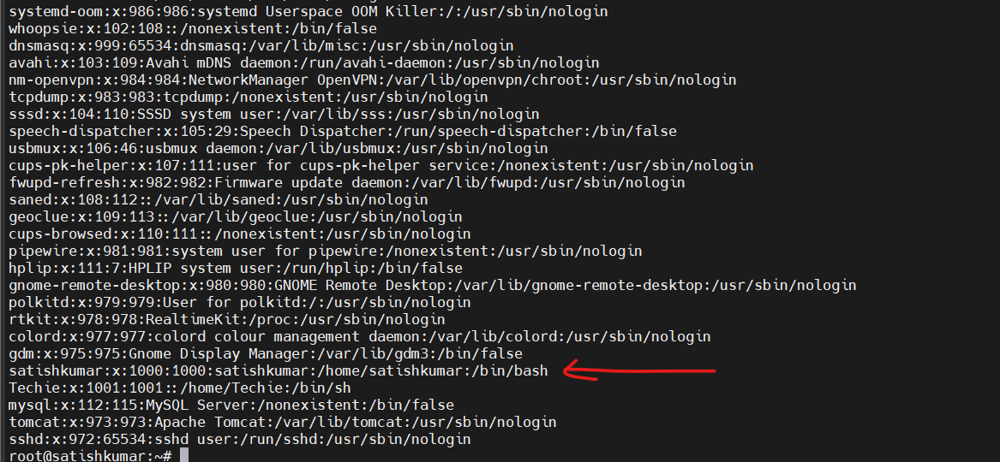 systemd-oom:x:986:986:systemd Userspace OOM Killer:/:/usr/sbin/nologin
whoopsie:x:102:108::/nonexistent:/bin/false
dnsmasq:x:999:65534:dnsmasq:/var/lib/misc:/usr/sbin/nologin
avahi:x:103:109:Avahi mDNS daemon:/run/avahi-daemon:/usr/sbin/nologin
nm-openvpn:x:984:984:NetworkManager OpenVPN:/var/lib/openvpn/chroot:/usr/sbin/nologin
tcpdump:x:983:983:tcpdump:/nonexistent:/usr/sbin/nologin
sssd:x:104:110:SSSD system user:/var/lib/sss:/usr/sbin/nologin
speech-dispatcher:x:105:29:Speech Dispatcher:/run/speech-dispatcher:/bin/false
usbmux:x:106:46:usbmux daemon:/var/lib/usbmux:/usr/sbin/nologin
cups-pk-helper:x:107:111:user for cups-pk-helper service:/nonexistent:/usr/sbin/nologin
fwupd-refresh:x:982:982:Firmware update daemon:/var/lib/fwupd:/usr/sbin/nologin
saned:x:108:112::/var/lib/saned:/usr/sbin/nologin
geoclue:x:109:113::/var/lib/geoclue:/usr/sbin/nologin
cups-browsed:x:110:111::/nonexistent:/usr/sbin/nologin
pipewire:x:981:981:system user for pipewire:/nonexistent:/usr/sbin/nologin
hplip:x:111:7:HPLIP system user:/run/hplip:/bin/false
gnome-remote-desktop:x:980:980:GNOME Remote Desktop:/var/lib/gnome-remote-desktop:/usr/sbin/nologin
polkitd:x:979:979:User for polkitd:/:/usr/sbin/nologin
rtkit:x:978:978:RealtimeKit:/proc:/usr/sbin/nologin
colord:x:977:977:colord colour management daemon:/var/lib/colord:/usr/sbin/nologin
gdm:x:975:975:Gnome Display Manager:/var/lib/gdm3:/bin/false
satishkumar:x:1000:1000:satishkumar:/home/satishkumar:/bin/bash
Techie:x:1001:1001::/home/Techie:/bin/sh
mysql:x:112:115:MySQL Server:/nonexistent:/bin/false
tomcat:x:973:973:Apache Tomcat:/var/lib/tomcat:/usr/sbin/nologin
sshd:x:972:65534:sshd user:/run/sshd:/usr/sbin/nologin
root@satishkumar:~#